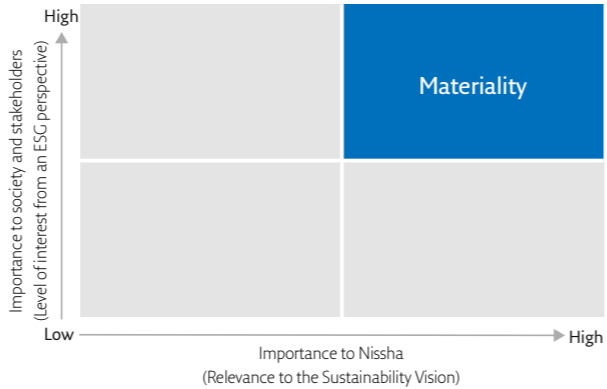 High
Importance to society and stakeholders
(Level of interest from an ESG perspective)
Materiality
Low
High
Importance to Nissha
(Relevance to the Sustainability Vision)